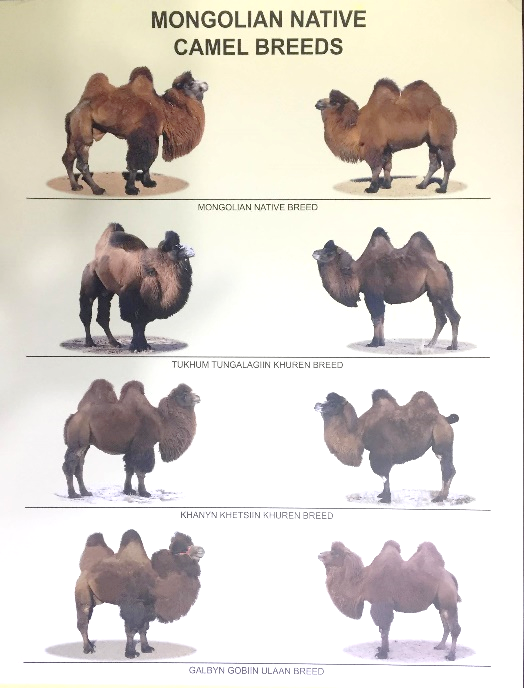 MONGOLIAN NATIVE
CAMEL BREEDS
MONGOLIAN NATIVE BREED
TUKHUM TUNGALAGIIN KHUREN BREED
KHANYN KHETSIIN KHUREN BREED
GALBYN GOBIIN ULAAN BREED